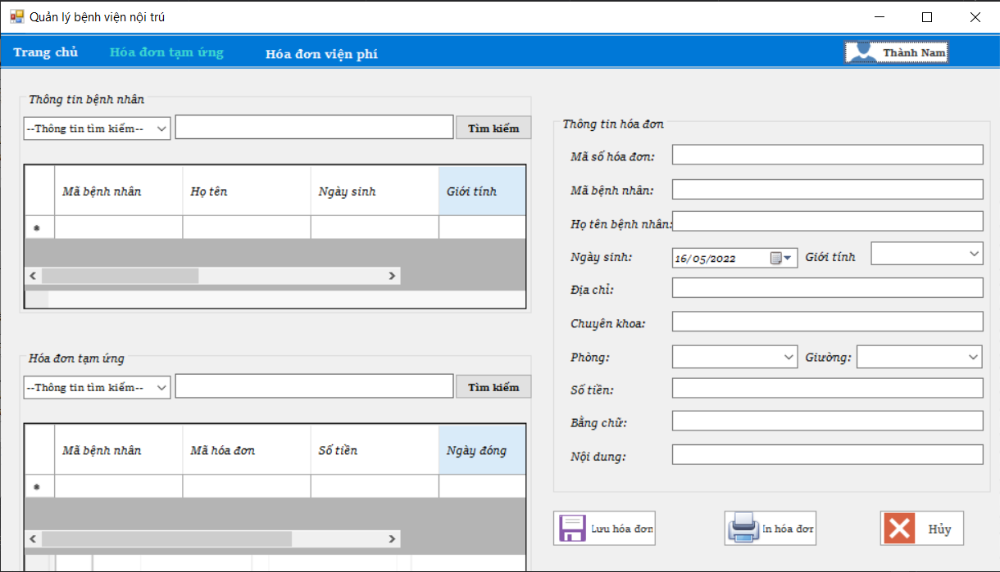 Quản lý bệnh viện nội trú
Trang chủ Hóa đơn tạm ứng Hóa đơn viện phí Thành Nam
Thông tin bệnh nhân
--Thông tin tìm kiếm-- Tìm kiếm
Mã bệnh nhân Họ tên Ngày sinh Giới tính
Hóa đơn tạm ứng
--Thông tin tìm kiếm-- Tìm kiếm
Mã bệnh nhân Mã hóa đơn Số tiền Ngày đóng
Thông tin hóa đơn
Mã số hóa đơn:
Mã bệnh nhân:
Họ tên bệnh nhân:
Ngày sinh: 16/05/2022 Giới tính
Địa chỉ:
Chuyên khoa:
Phòng: Giường:
Số tiền:
Bằng chữ:
Nội dung:
Lưu hóa đơn In hóa đơn Hủy